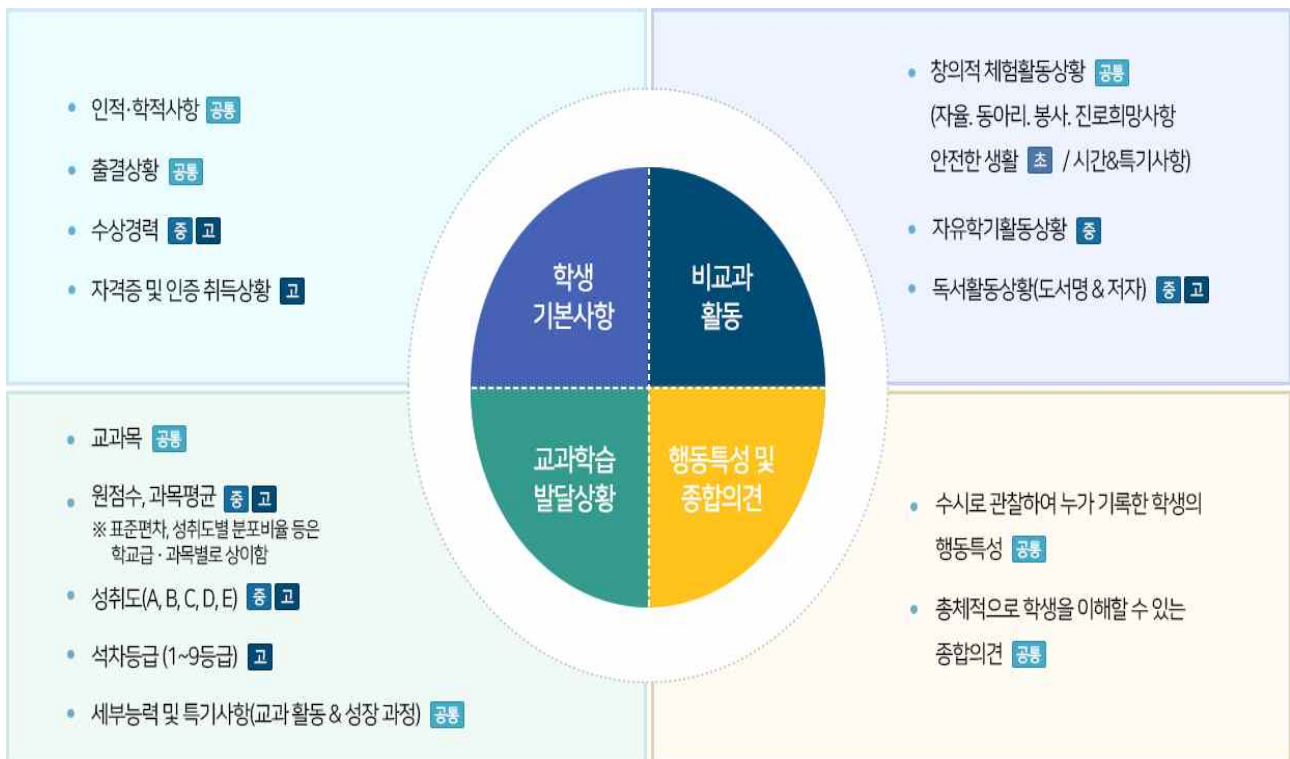 인적·학적사항 공통
출결상황 공통
수상경력 중 고
자격증 및 인증 취득상황 고
창의적 체험활동상황 공통
(자율. 동아리. 봉사. 진로희망사항
안전한 생활 초 / 시간&특기사항)
자유학기활동상황 중
독서활동상황(도서명 & 저자) 중 고
학생
기본사항
비교과
활동
교과학습
발달상황
행동특성 및
종합의견
교과목 공통
원점수, 과목평균 중 고
※ 표준편차, 성취도별 분포비율 등은
학교급·과목별로 상이함
성취도(A, B, C, D, E) 중 고
석차등급 (1~9등급) 고
세부능력 및 특기사항(교과 활동 & 성장 과정) 공통
수시로 관찰하여 누가 기록한 학생의
행동특성 공통
총체적으로 학생을 이해할 수 있는
종합의견 공통